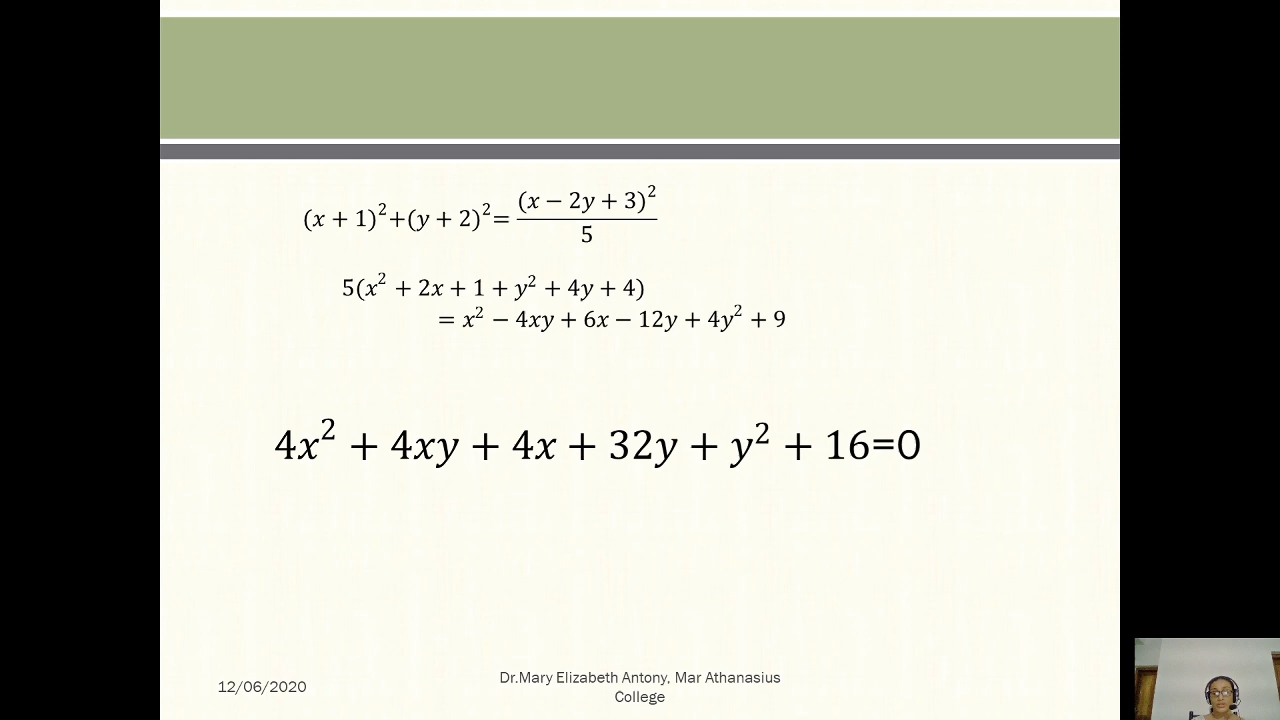 (x + 1)²+(y + 2)²= (x − 2y + 3)² / 5
5(x² + 2x + 1 + y² + 4y + 4)
= x² − 4xy + 6x − 12y + 4y² + 9
4x² + 4xy + 4x + 32y + y² + 16=0
12/06/2020
Dr.Mary Elizabeth Antony, Mar Athanasius
College